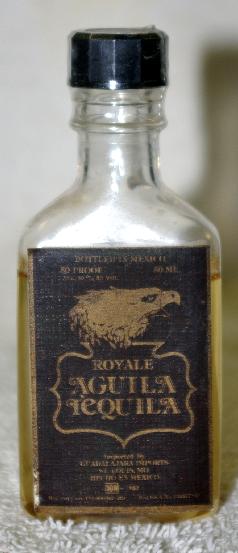 BOTTLED IN MEXICO
80 PROOF 50 ML
ROYALE
AGUILA
TEQUILA
Imported by
GUADALAJARA IMPORTS
ST. LOUIS, MO
HECHO EN MEXICO